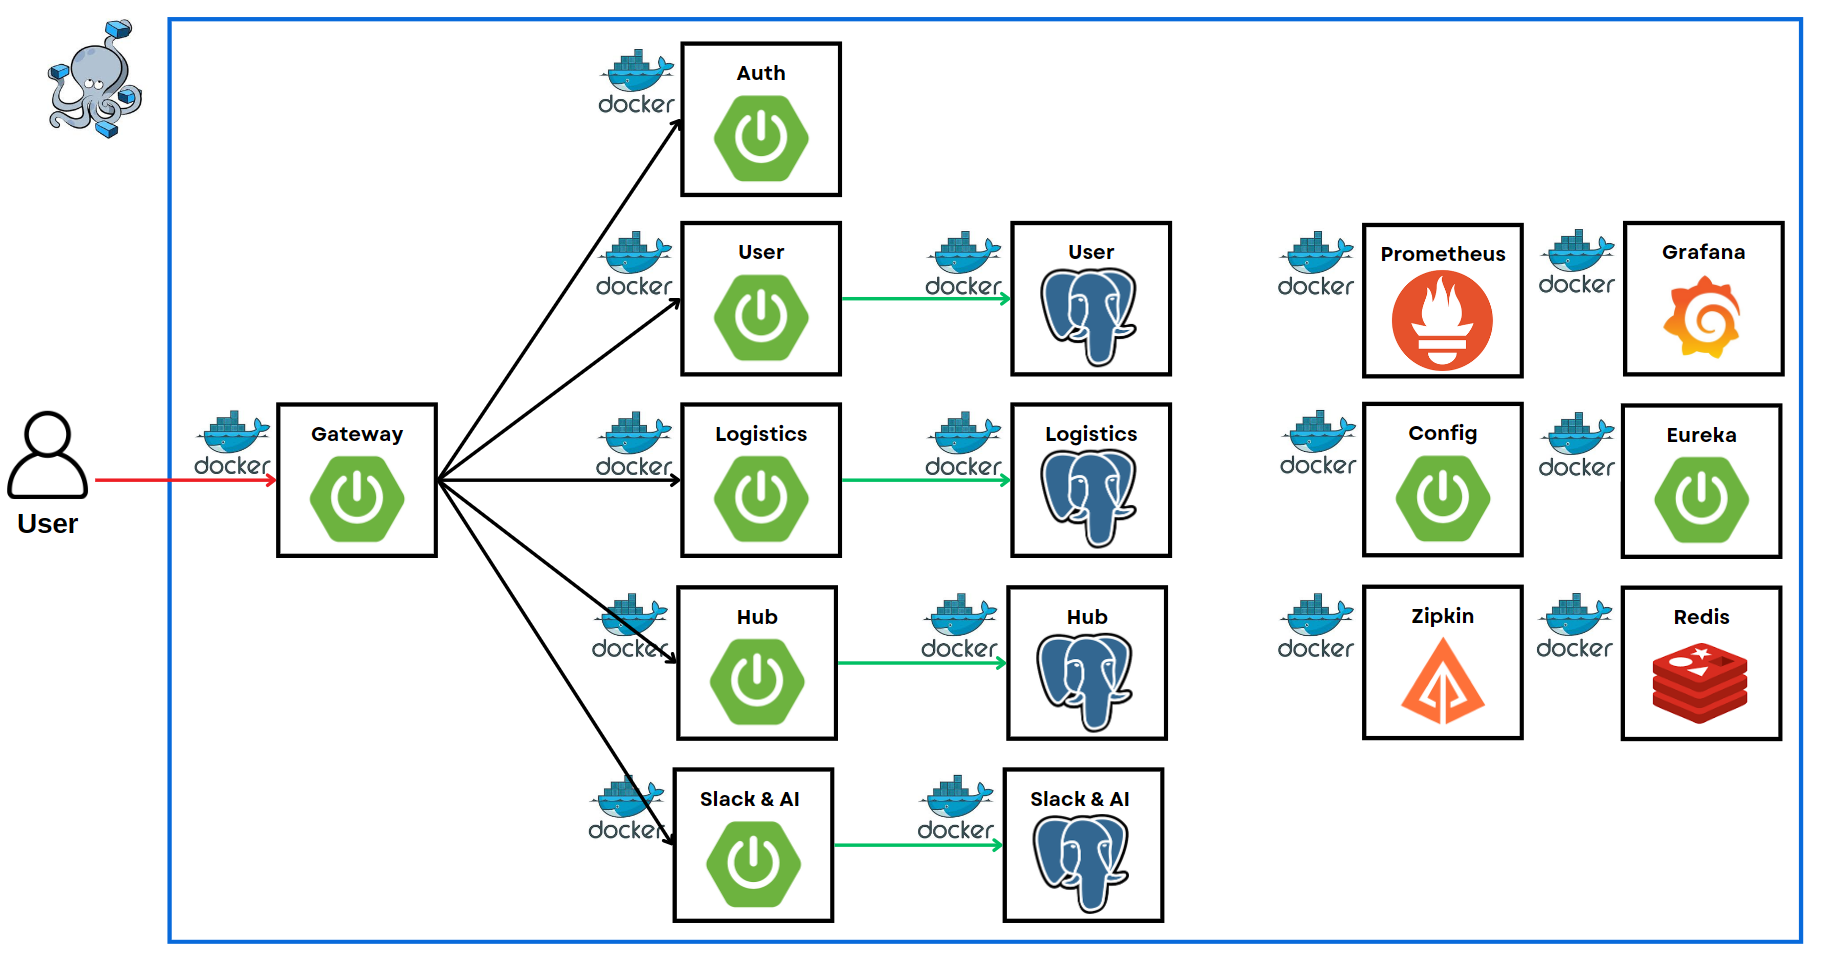 docker
Auth
docker
User
docker
User
docker
Prometheus
docker
Grafana
User
docker
Gateway
docker
Logistics
docker
Logistics
docker
Config
docker
Eureka
docker
Hub
docker
Hub
docker
Zipkin
docker
Redis
docker
Slack & AI
docker
Slack & AI